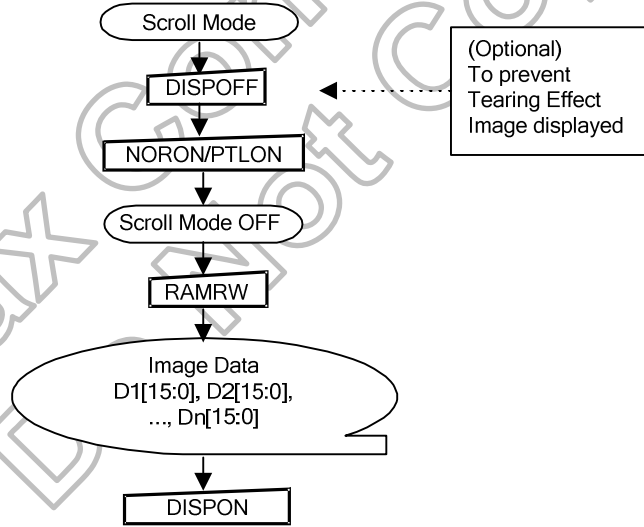 Scroll Mode
DISPOFF
(Optional)
To prevent
Tearing Effect
Image displayed
NORON/PTLON
Scroll Mode OFF
RAMRW
Image Data
D1[15:0], D2[15:0],
..., Dn[15:0]
DISPON